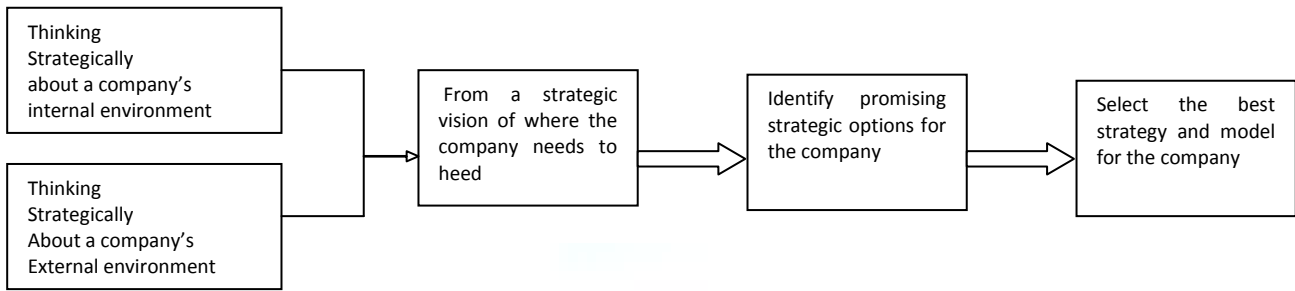 Thinking
Strategically
about a company’s
internal environment
Thinking
Strategically
About a company’s
External environment
From a strategic
vision of where the
company needs to
heed
Identify promising
strategic options for
the company
Select the best
strategy and model
for the company